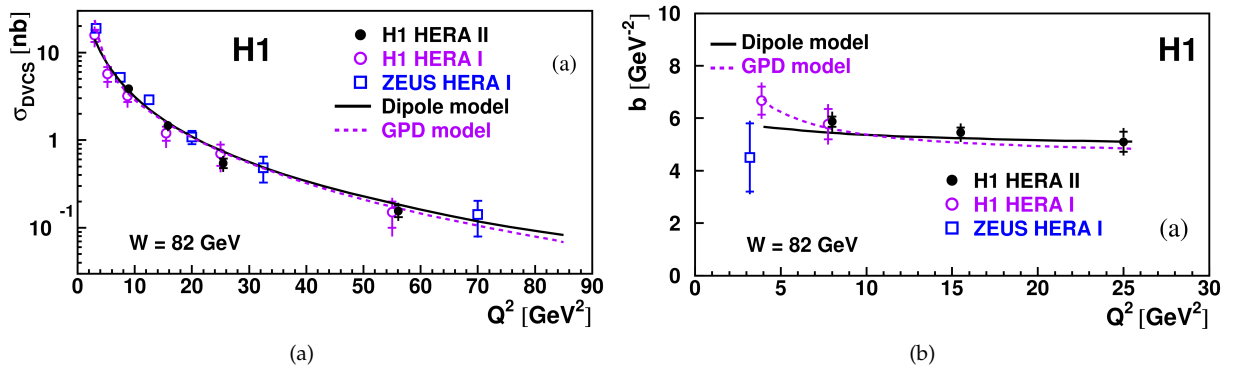 H1
H1 HERA II
H1 HERA I
ZEUS HERA I
Dipole model
GPD model
(a)
σDVCS [nb]
10
1
10-1
W = 82 GeV
0 10 20 30 40 50 60 70 80 90
Q2 [GeV2]
(a)
b [GeV-2]
10
8
6
4
2
0
Dipole model
GPD model
H1
H1 HERA II
H1 HERA I
ZEUS HERA I
(a)
W = 82 GeV
0 5 10 15 20 25 30
Q2 [GeV2]
(b)